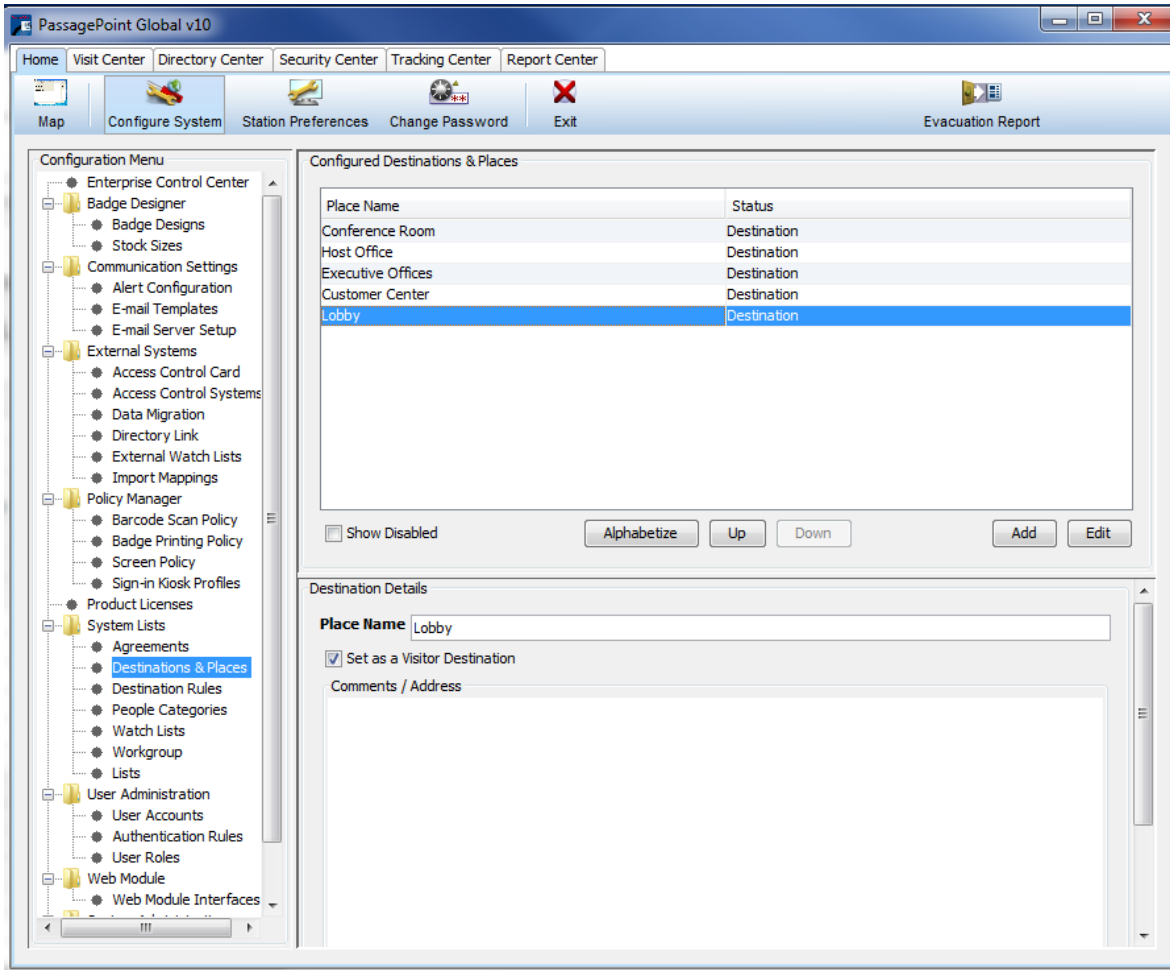 PassagePoint Global v10
Home Visit Center Directory Center Security Center Tracking Center Report Center
Map Configure System Station Preferences Change Password Exit Evacuation Report
Configuration Menu
Enterprise Control Center
Badge Designer
Badge Designs
Stock Sizes
Communication Settings
Alert Configuration
E-mail Templates
E-mail Server Setup
External Systems
Access Control Card
Access Control Systems
Data Migration
Directory Link
External Watch Lists
Import Mappings
Policy Manager
Barcode Scan Policy
Badge Printing Policy
Screen Policy
Sign-in Kiosk Profiles
Product Licenses
System Lists
Agreements
Destinations & Places
Destination Rules
People Categories
Watch Lists
Workgroup
Lists
User Administration
User Accounts
Authentication Rules
User Roles
Web Module
Web Module Interfaces
Configured Destinations & Places
Place Name Status
Conference Room Destination
Host Office Destination
Executive Offices Destination
Customer Center Destination
Lobby Destination
Show Disabled Alphabetize Up Down Add Edit
Destination Details
Place Name Lobby
Set as a Visitor Destination
Comments / Address